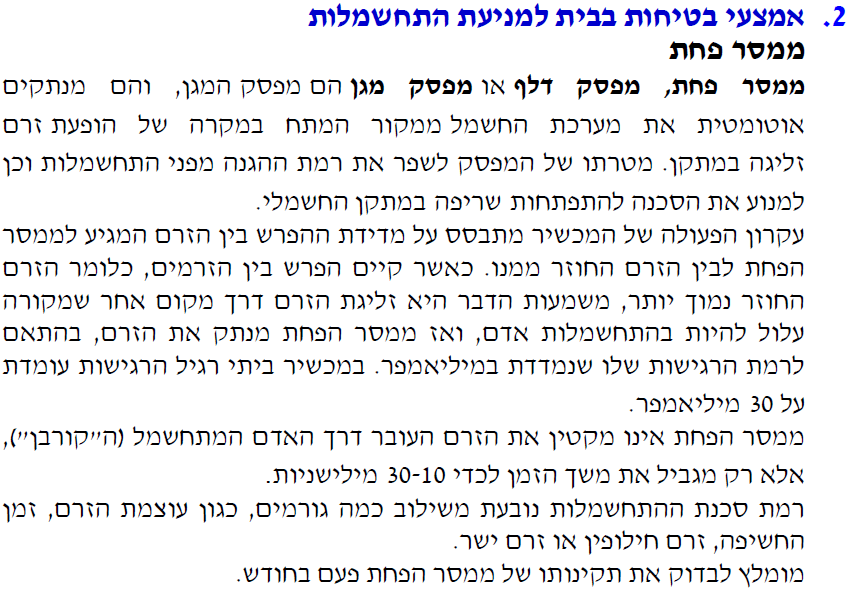 2. אמצעי בטיחות בבית למניעת התחשמלות
ממסר פחת
ממסר פחת, מפסק דלף או מפסק מגן הם מפסק המגן, והם מנתקים
אוטומטית את מערכת החשמל ממקור המתח במקרה של הופעת זרם
זליגה במתקן. מטרתו של המפסק לשפר את רמת ההגנה מפני התחשמלות וכן
למנוע את הסכנה להתפתחות שריפה במתקן החשמלי.
עקרון הפעולה של המכשיר מתבסס על מדידת ההפרש בין הזרם המגיע לממסר
הפחת לבין הזרם החוזר ממנו. כאשר קיים הפרש בין הזרמים, כלומר הזרם
החוזר נמוך יותר, משמעות הדבר היא זליגת הזרם דרך מקום אחר שמקורה
עלול להיות בהתחשמלות אדם, ואז ממסר הפחת מנתק את הזרם, בהתאם
לרמת הרגישות שלו שנמדדת במיליאמפר. במכשיר ביתי רגיל הרגישות עומדת
על 30 מיליאמפר.
ממסר הפחת אינו מקטין את הזרם העובר דרך האדם המתחשמל (ה"קורבן"),
אלא רק מגביל את משך הזמן לכדי 30-10 מילישניות.
רמת סכנת ההתחשמלות נובעת משילוב כמה גורמים, כגון עוצמת הזרם, זמן
החשיפה, זרם חילופין או זרם ישר.
מומלץ לבדוק את תקינותו של ממסר הפחת פעם בחודש.